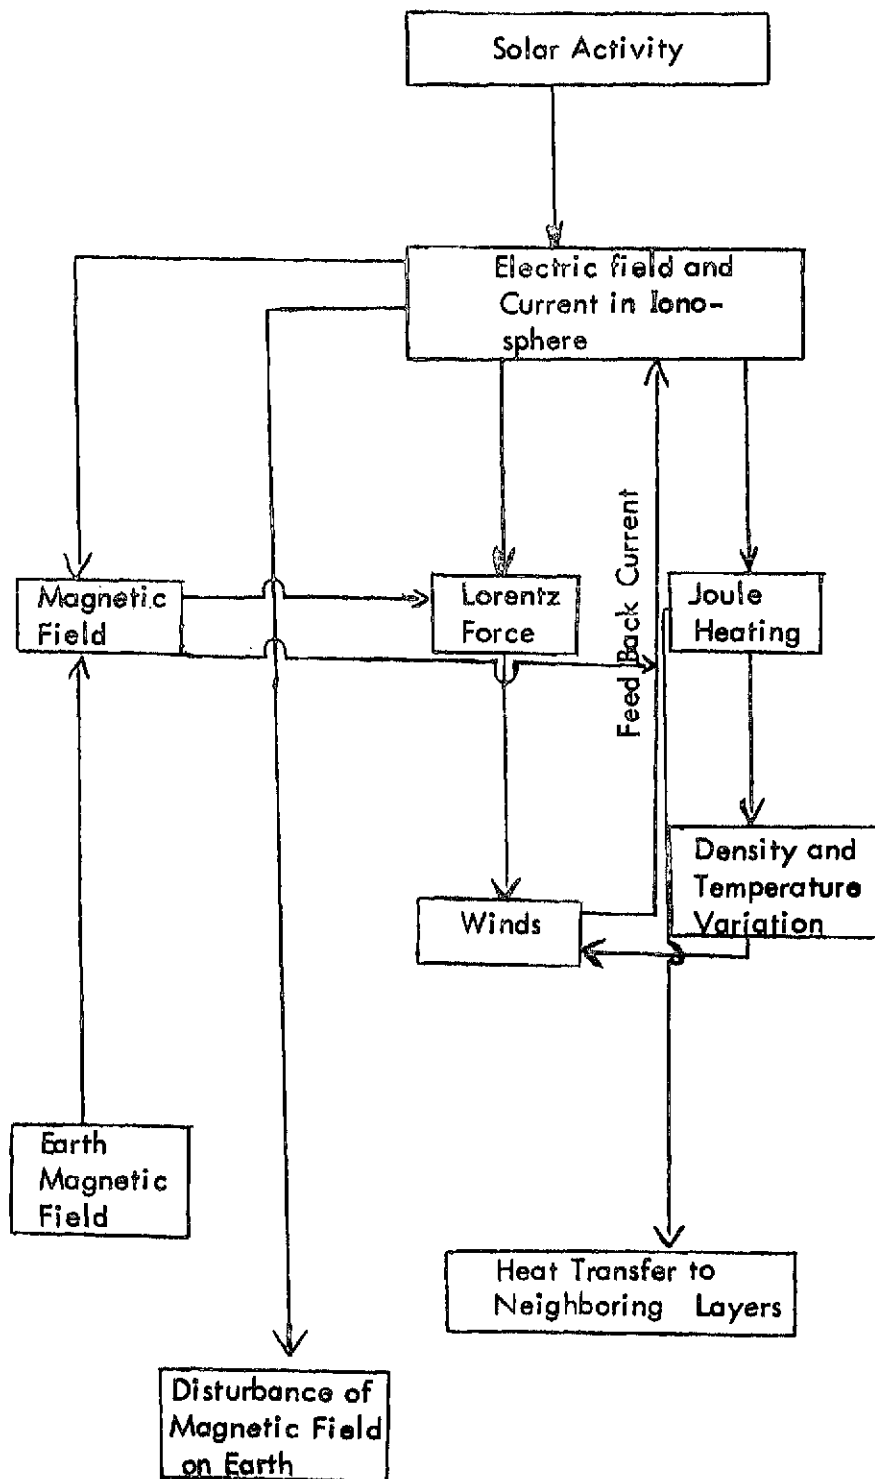 Solar Activity
Electric field and
Current in Iono-
sphere
Feed Back Current
Magnetic
Field
Lorentz
Force
Joule
Heating
Density and
Temperature
Variation
Winds
Earth
Magnetic
Field
Heat Transfer to
Neighboring Layers
Disturbance of
Magnetic Field
on Earth